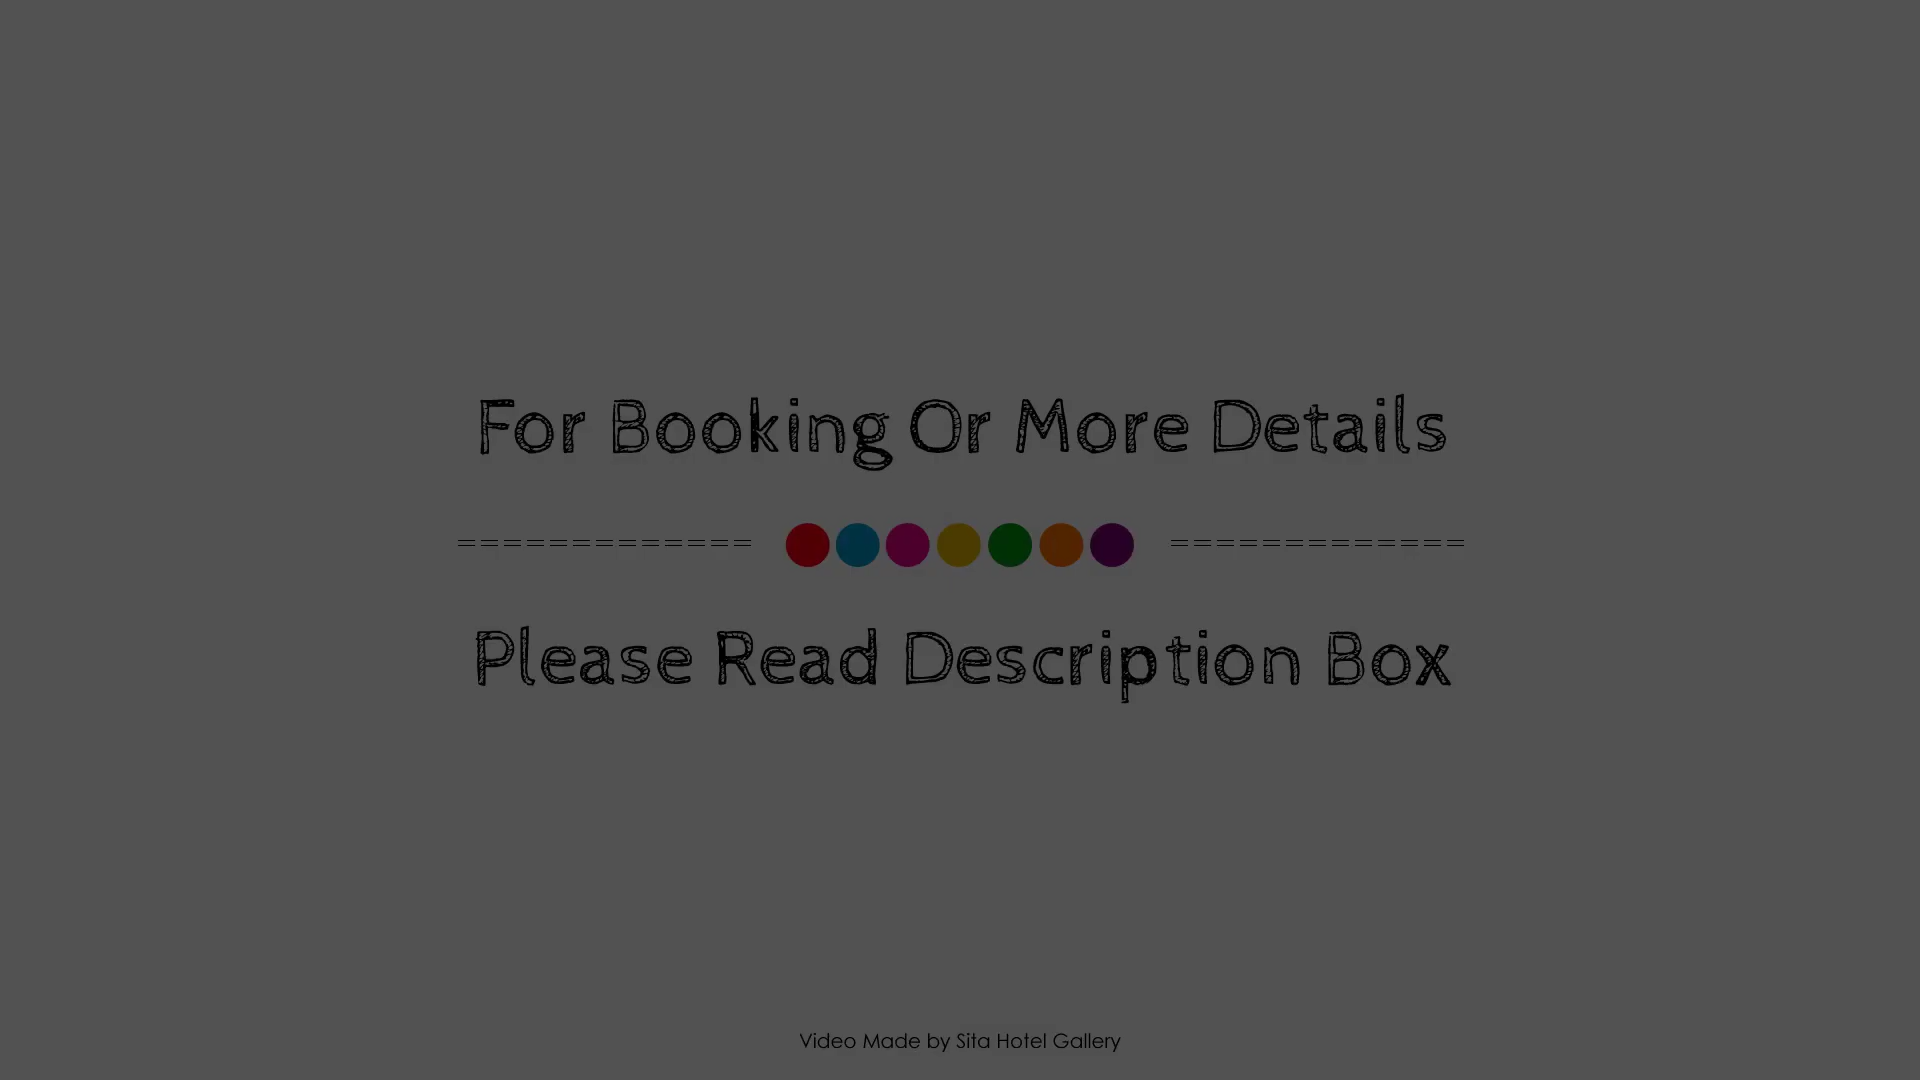 For Booking Or More Details
============= =============
Please Read Description Box
Video Made by Sita Hotel Gallery